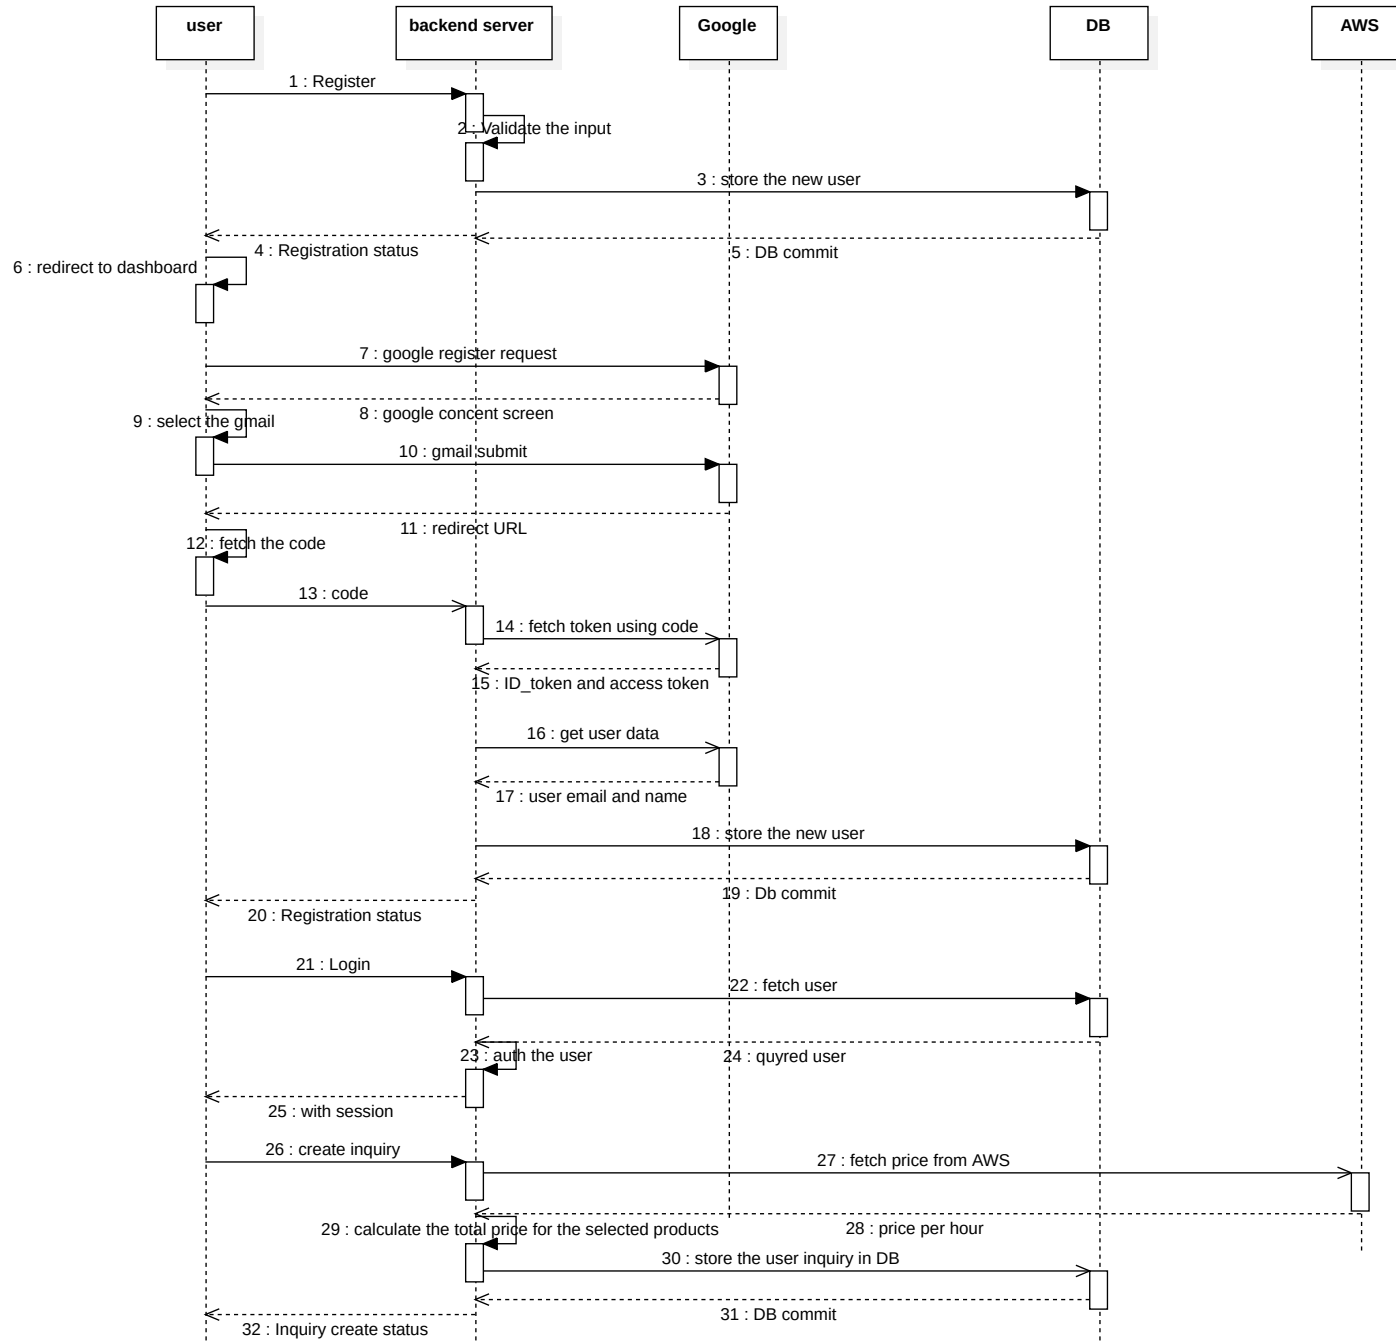 user
backend server
Google
DB
AWS
1 : Register
2 : Validate the input
3 : store the new user
4 : Registration status
5 : DB commit
6 : redirect to dashboard
7 : google register request
8 : google concent screen
9 : select the gmail
10 : gmail submit
11 : redirect URL
12 : fetch the code
13 : code
14 : fetch token using code
15 : ID_token and access token
16 : get user data
17 : user email and name
18 : store the new user
19 : Db commit
20 : Registration status
21 : Login
22 : fetch user
23 : auth the user
24 : quyred user
25 : with session
26 : create inquiry
27 : fetch price from AWS
28 : price per hour
29 : calculate the total price for the selected products
30 : store the user inquiry in DB
31 : DB commit
32 : Inquiry create status